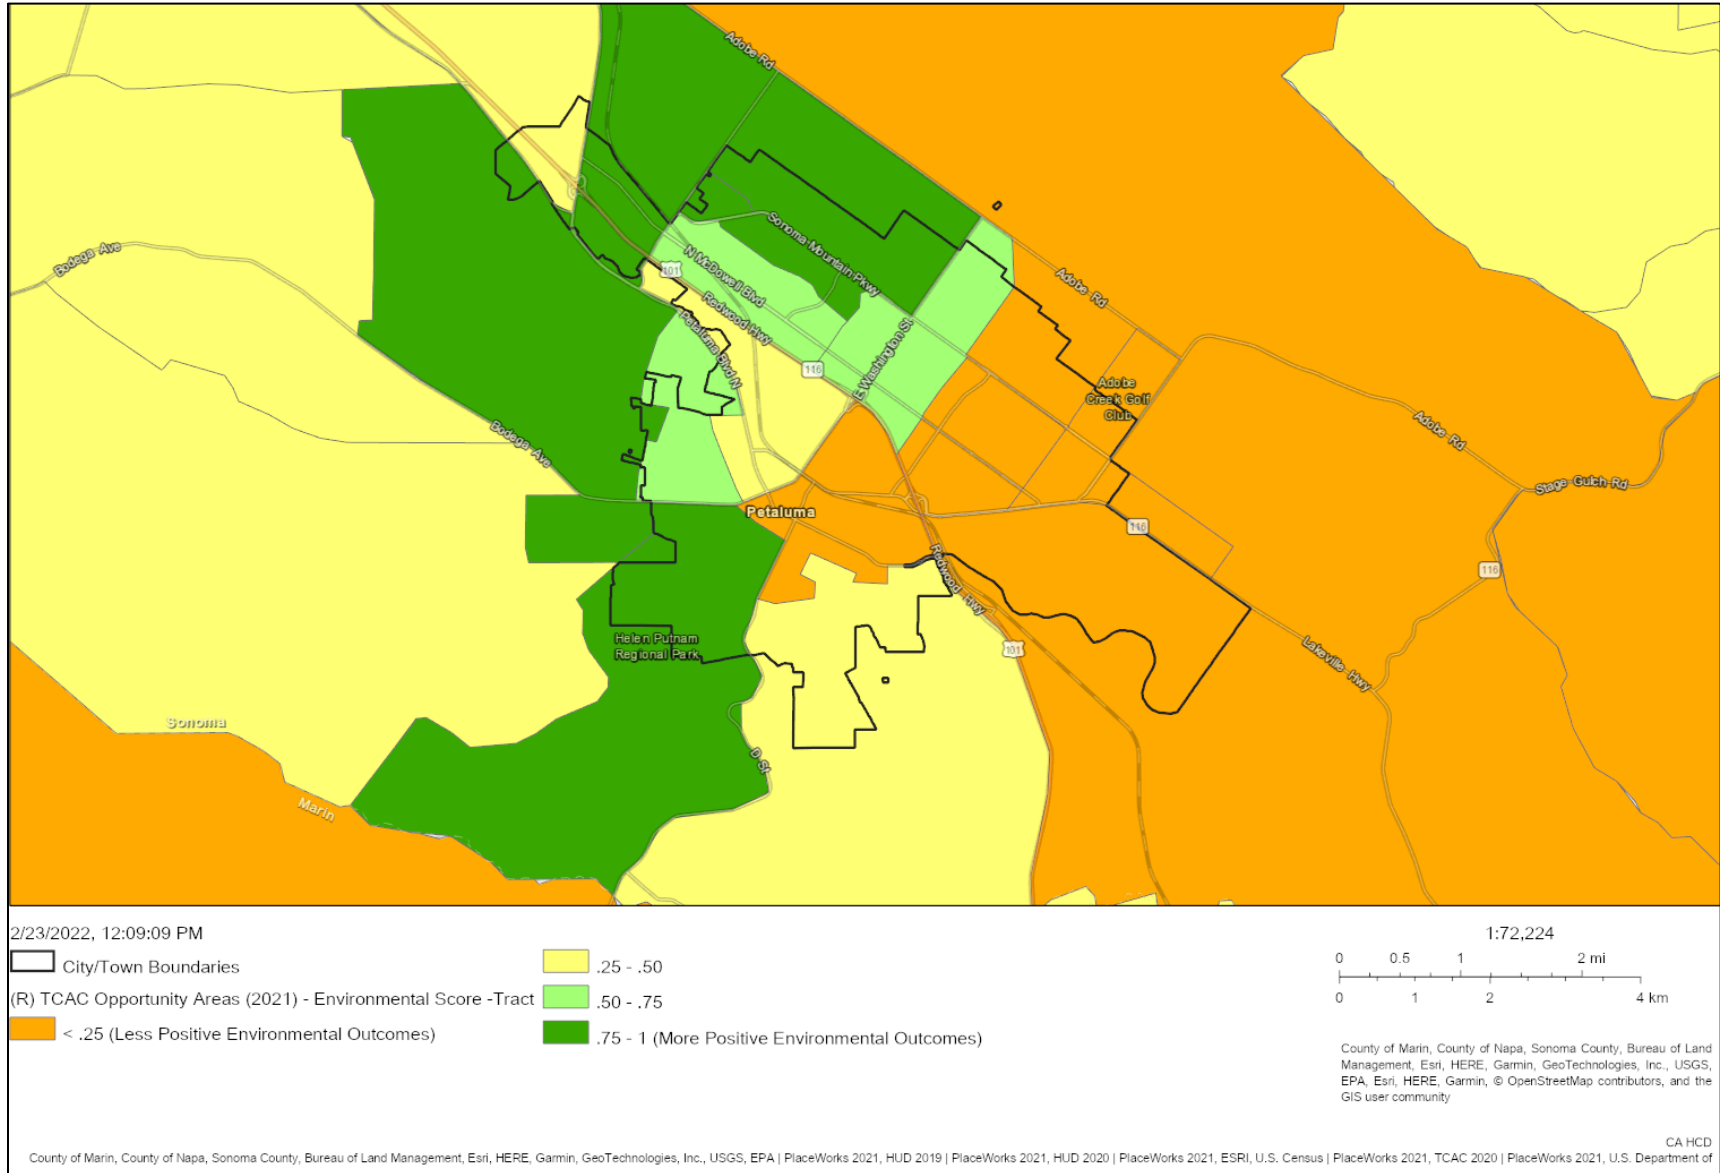 Adobe Rd
Bodega Ave
Sonoma Mountain Pkwy
N McDowell Blvd
101
Redwood Hwy
Petaluma Blvd N
116
E Washington St
Adobe Rd
Adobe
Creek Golf
Club
Adobe Rd
Bodega Ave
Stage Gulch Rd
Petaluma
116
Redwood Hwy
116
Helen Putnam
Regional Park
101
Lakeville Hwy
Sonoma
D St
Marin
2/23/2022, 12:09:09 PM
City/Town Boundaries
(R) TCAC Opportunity Areas (2021) - Environmental Score -Tract
< .25 (Less Positive Environmental Outcomes)
.25 - .50
.50 - .75
.75 - 1 (More Positive Environmental Outcomes)
1:72,224
0 0.5 1 2 mi
0 1 2 4 km
County of Marin, County of Napa, Sonoma County, Bureau of Land
Management, Esri, HERE, Garmin, GeoTechnologies, Inc., USGS,
EPA, Esri, HERE, Garmin, © OpenStreetMap contributors, and the
GIS user community
CA HCD
County of Marin, County of Napa, Sonoma County, Bureau of Land Management, Esri, HERE, Garmin, GeoTechnologies, Inc., USGS, EPA | PlaceWorks 2021, HUD 2019 | PlaceWorks 2021, HUD 2020 | PlaceWorks 2021, ESRI, U.S. Census | PlaceWorks 2021, TCAC 2020 | PlaceWorks 2021, U.S. Department of